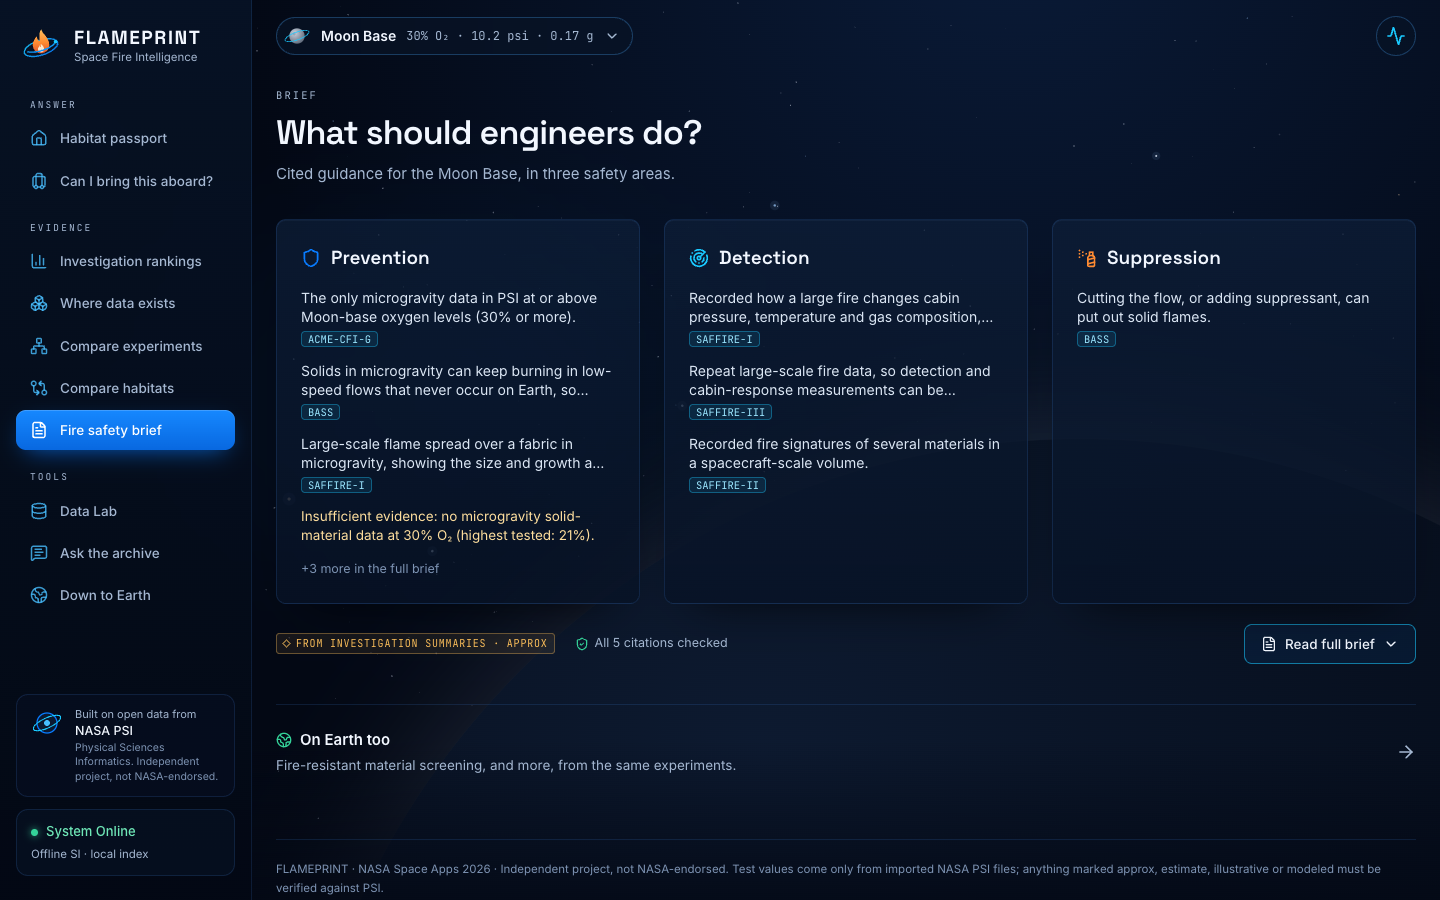 FLAMEPRINT
Space Fire Intelligence
ANSWER
Habitat passport
Can I bring this aboard?
EVIDENCE
Investigation rankings
Where data exists
Compare experiments
Compare habitats
Fire safety brief
TOOLS
Data Lab
Ask the archive
Down to Earth
Built on open data from
NASA PSI
Physical Sciences
Informatics. Independent
project, not NASA-endorsed.
System Online
Offline SI · local index
Moon Base 30% O₂ · 10.2 psi · 0.17 g
BRIEF
What should engineers do?
Cited guidance for the Moon Base, in three safety areas.
Prevention
The only microgravity data in PSI at or above
Moon-base oxygen levels (30% or more).
ACME-CFI-G
Solids in microgravity can keep burning in low-
speed flows that never occur on Earth, so...
BASS
Large-scale flame spread over a fabric in
microgravity, showing the size and growth a...
SAFFIRE-I
Insufficient evidence: no microgravity solid-
material data at 30% O₂ (highest tested: 21%).
+3 more in the full brief
Detection
Recorded how a large fire changes cabin
pressure, temperature and gas composition,...
SAFFIRE-I
Repeat large-scale fire data, so detection and
cabin-response measurements can be...
SAFFIRE-III
Recorded fire signatures of several materials in
a spacecraft-scale volume.
SAFFIRE-II
Suppression
Cutting the flow, or adding suppressant, can
put out solid flames.
BASS
FROM INVESTIGATION SUMMARIES · APPROX
All 5 citations checked
Read full brief
On Earth too
Fire-resistant material screening, and more, from the same experiments.
FLAMEPRINT · NASA Space Apps 2026 · Independent project, not NASA-endorsed. Test values come only from imported NASA PSI files; anything marked approx, estimate, illustrative or modeled must be
verified against PSI.